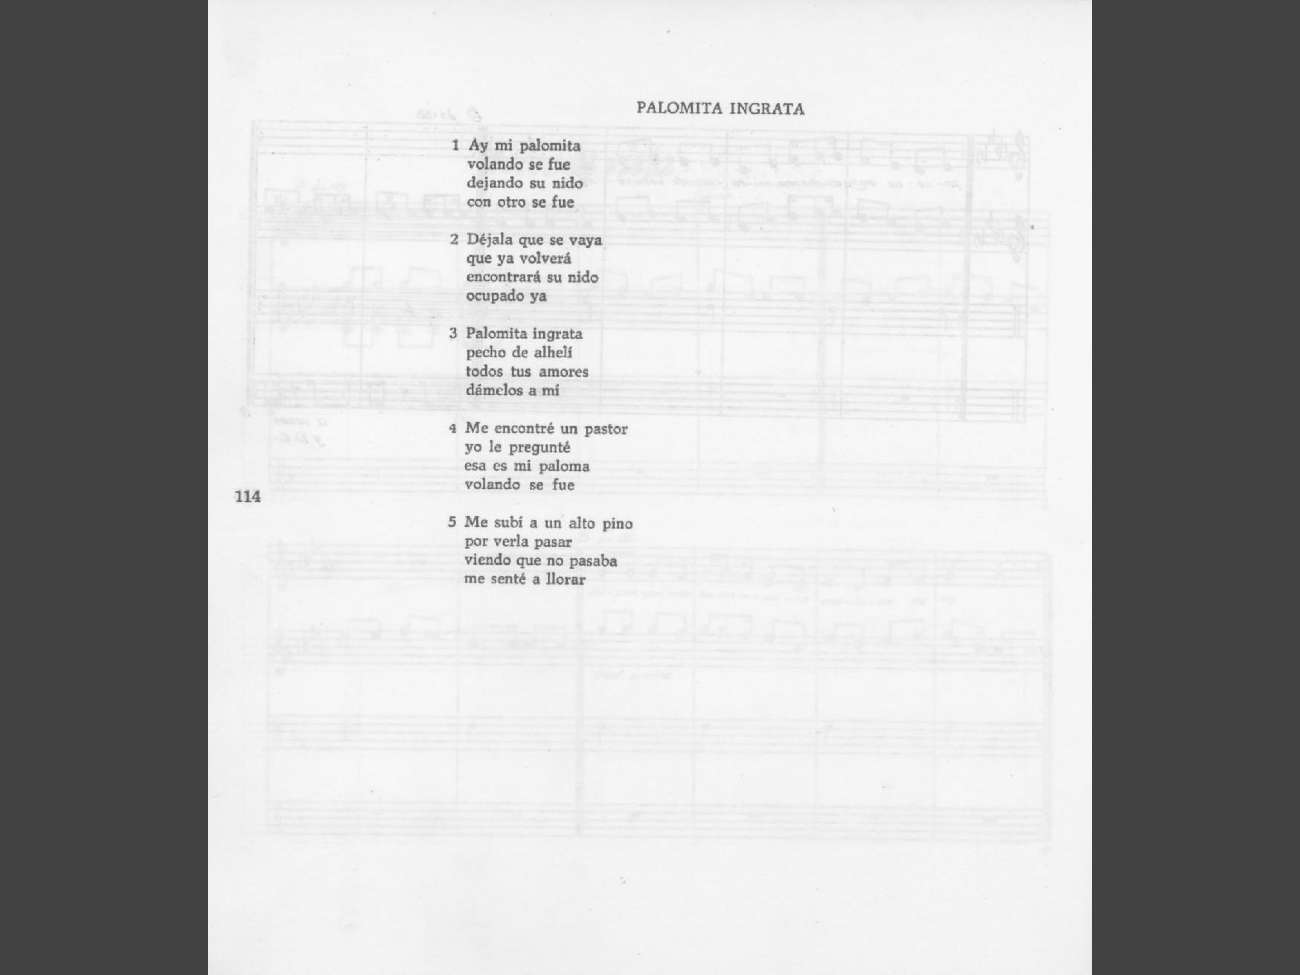 PALOMITA INGRATA
1 Ay mi palomita
volando se fue
dejando su nido
con otro se fue
2 Déjala que se vaya
que ya volverá
encontrará su nido
ocupado ya
3 Palomita ingrata
pecho de alhelí
todos tus amores
dámelos a mí
4 Me encontré un pastor
yo le pregunté
esa es mi paloma
volando se fue
114
5 Me subí a un alto pino
por verla pasar
viendo que no pasaba
me senté a llorar